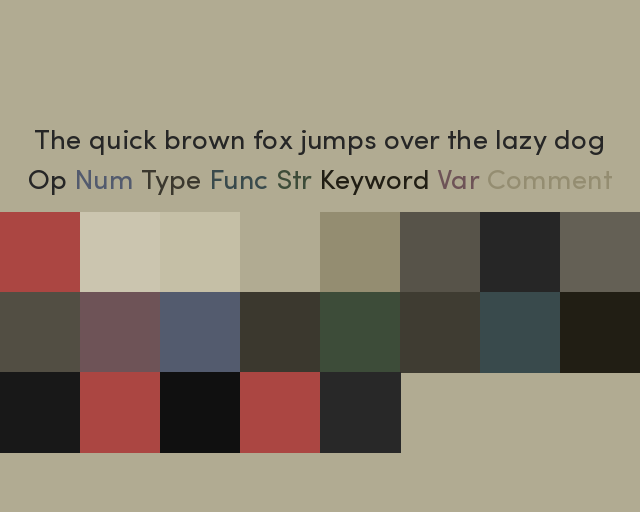 The quick brown fox jumps over the lazy dog
Op Num Type Func Str Keyword Var Comment